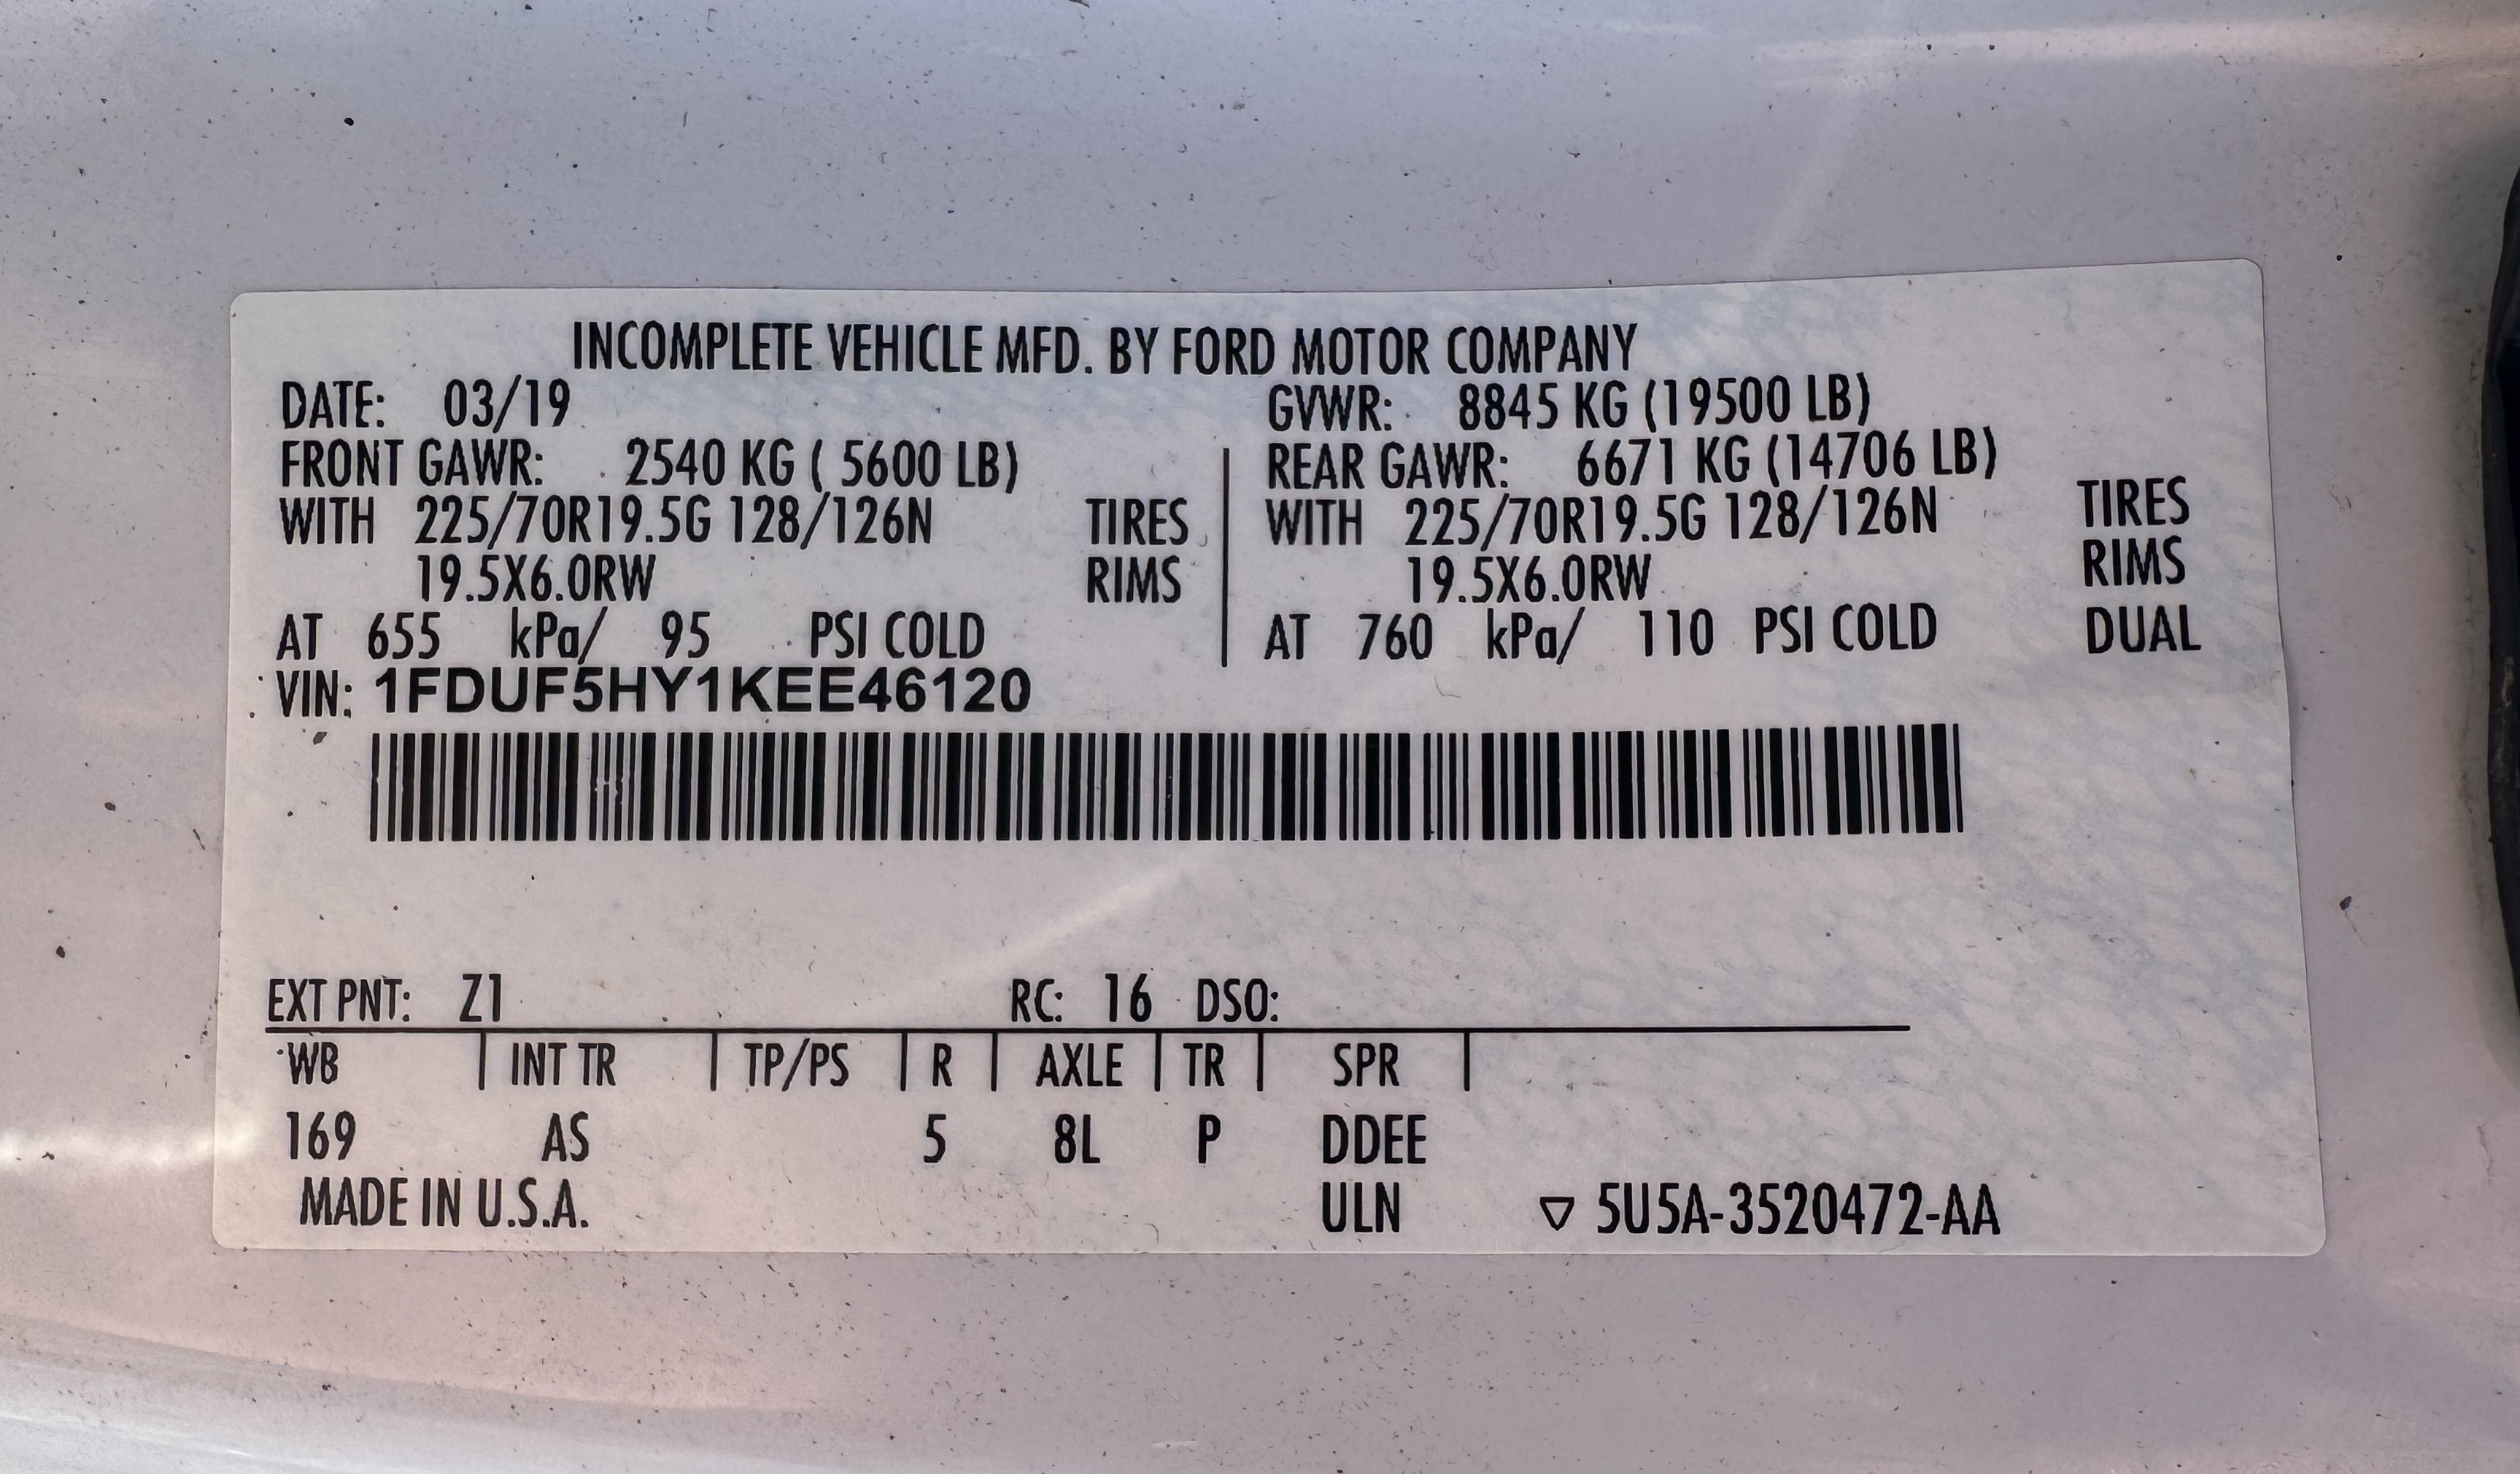 INCOMPLETE VEHICLE MFD. BY FORD MOTOR COMPANY
DATE: 03/19 GVWR: 8845 KG (19500 LB)
FRONT GAWR: 2540 KG ( 5600 LB) REAR GAWR: 6671 KG (14706 LB)
WITH 225/70R19.5G 128/126N TIRES WITH 225/70R19.5G 128/126N TIRES
19.5X6.0RW RIMS 19.5X6.0RW RIMS
AT 655 kPa/ 95 PSI COLD AT 760 kPa/ 110 PSI COLD DUAL
VIN: 1FDUF5HY1KEE46120
EXT PNT: Z1 RC: 16 DSO:
WB INT TR TP/PS R AXLE TR SPR
169 AS 5 8L P DDEE
MADE IN U.S.A. ULN ▽ 5U5A-3520472-AA